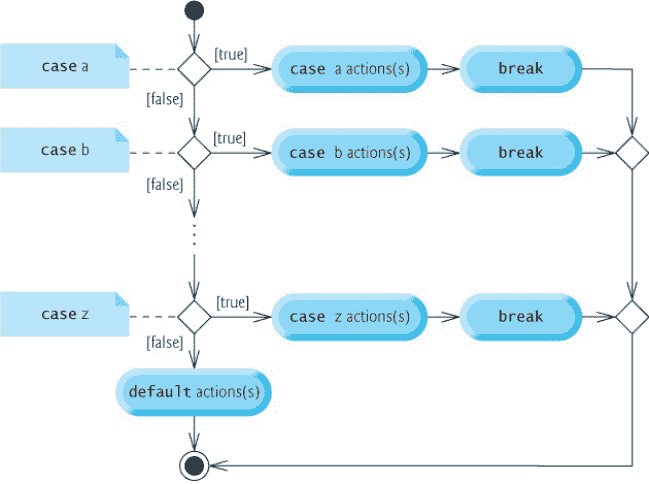 case a
[true]
case a actions(s)
break
[false]
case b
[true]
case b actions(s)
break
[false]
case z
[true]
case z actions(s)
break
[false]
default actions(s)